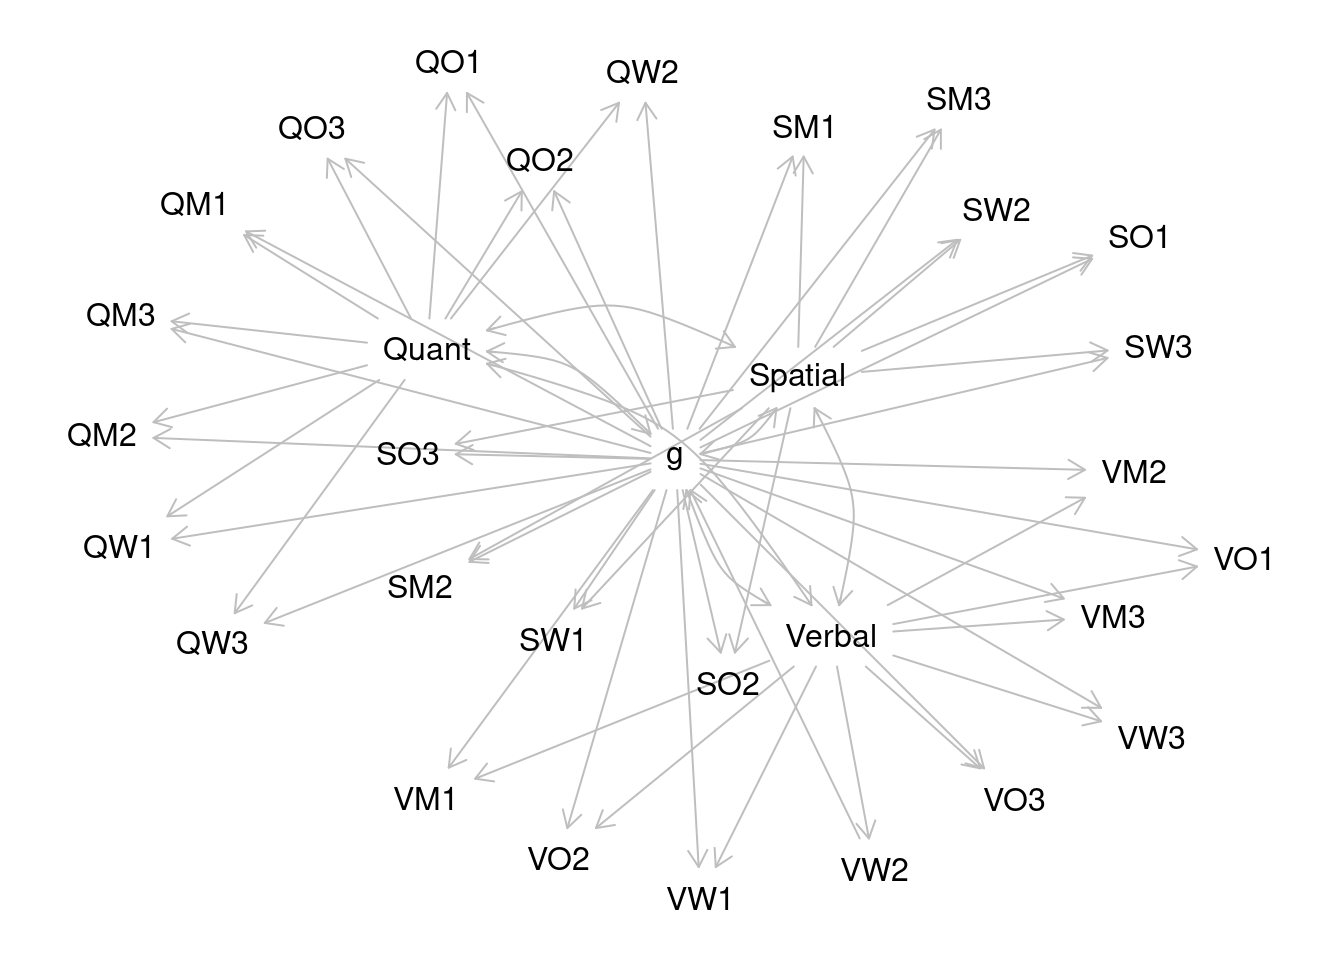 QO1
QW2
SM3
QO3
SM1
QO2
QM1
SW2
SO1
QM3
Quant
SW3
Spatial
QM2
SO3
g
VM2
QW1
VO1
SM2
VM3
QW3
SW1
Verbal
SO2
VW3
VM1
VO3
VO2
VW2
VW1